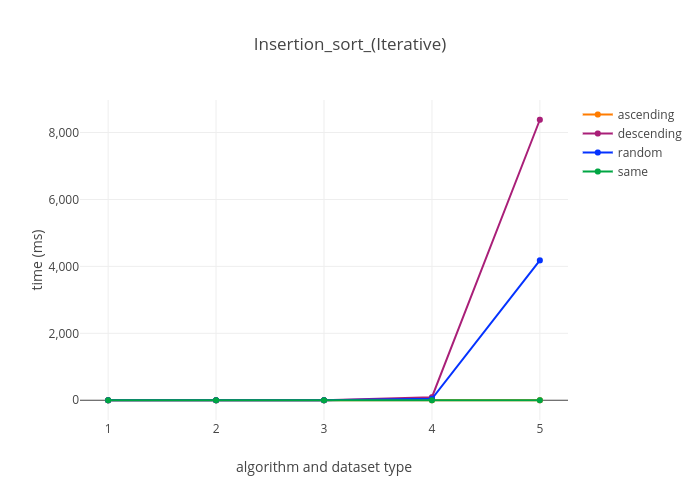 Insertion_sort_(Iterative)
ascending
descending
random
same
8,000
6,000
4,000
2,000
0
time (ms)
1 2 3 4 5
algorithm and dataset type